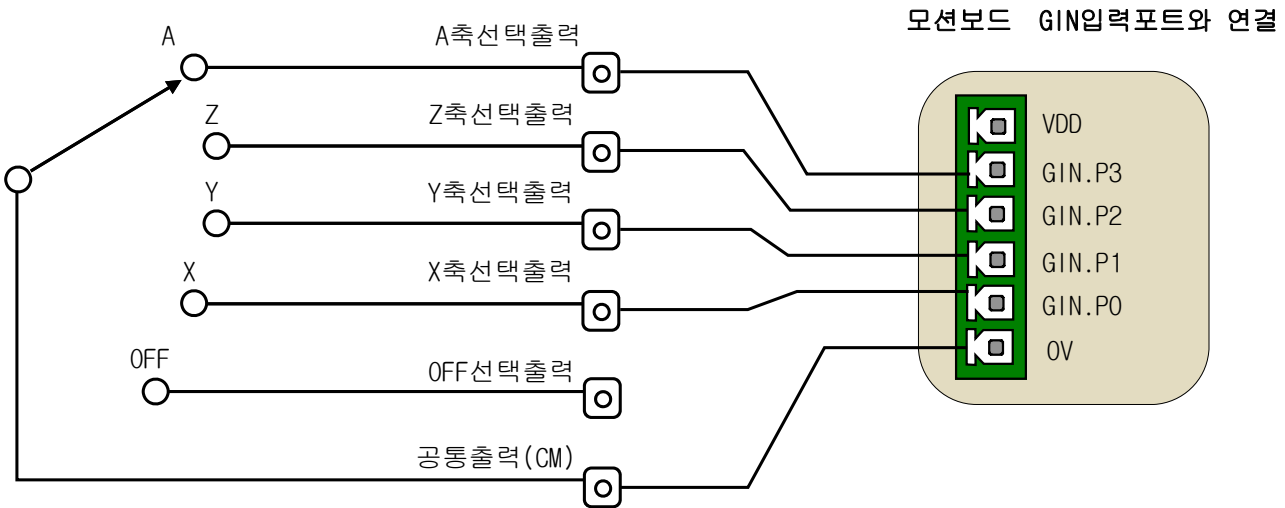 모션보드 GIN입력포트와 연결
A
A축선택출력
Z
Z축선택출력
Y
Y축선택출력
X
X축선택출력
OFF
OFF선택출력
공통출력(CM)
VDD
GIN.P3
GIN.P2
GIN.P1
GIN.P0
0V